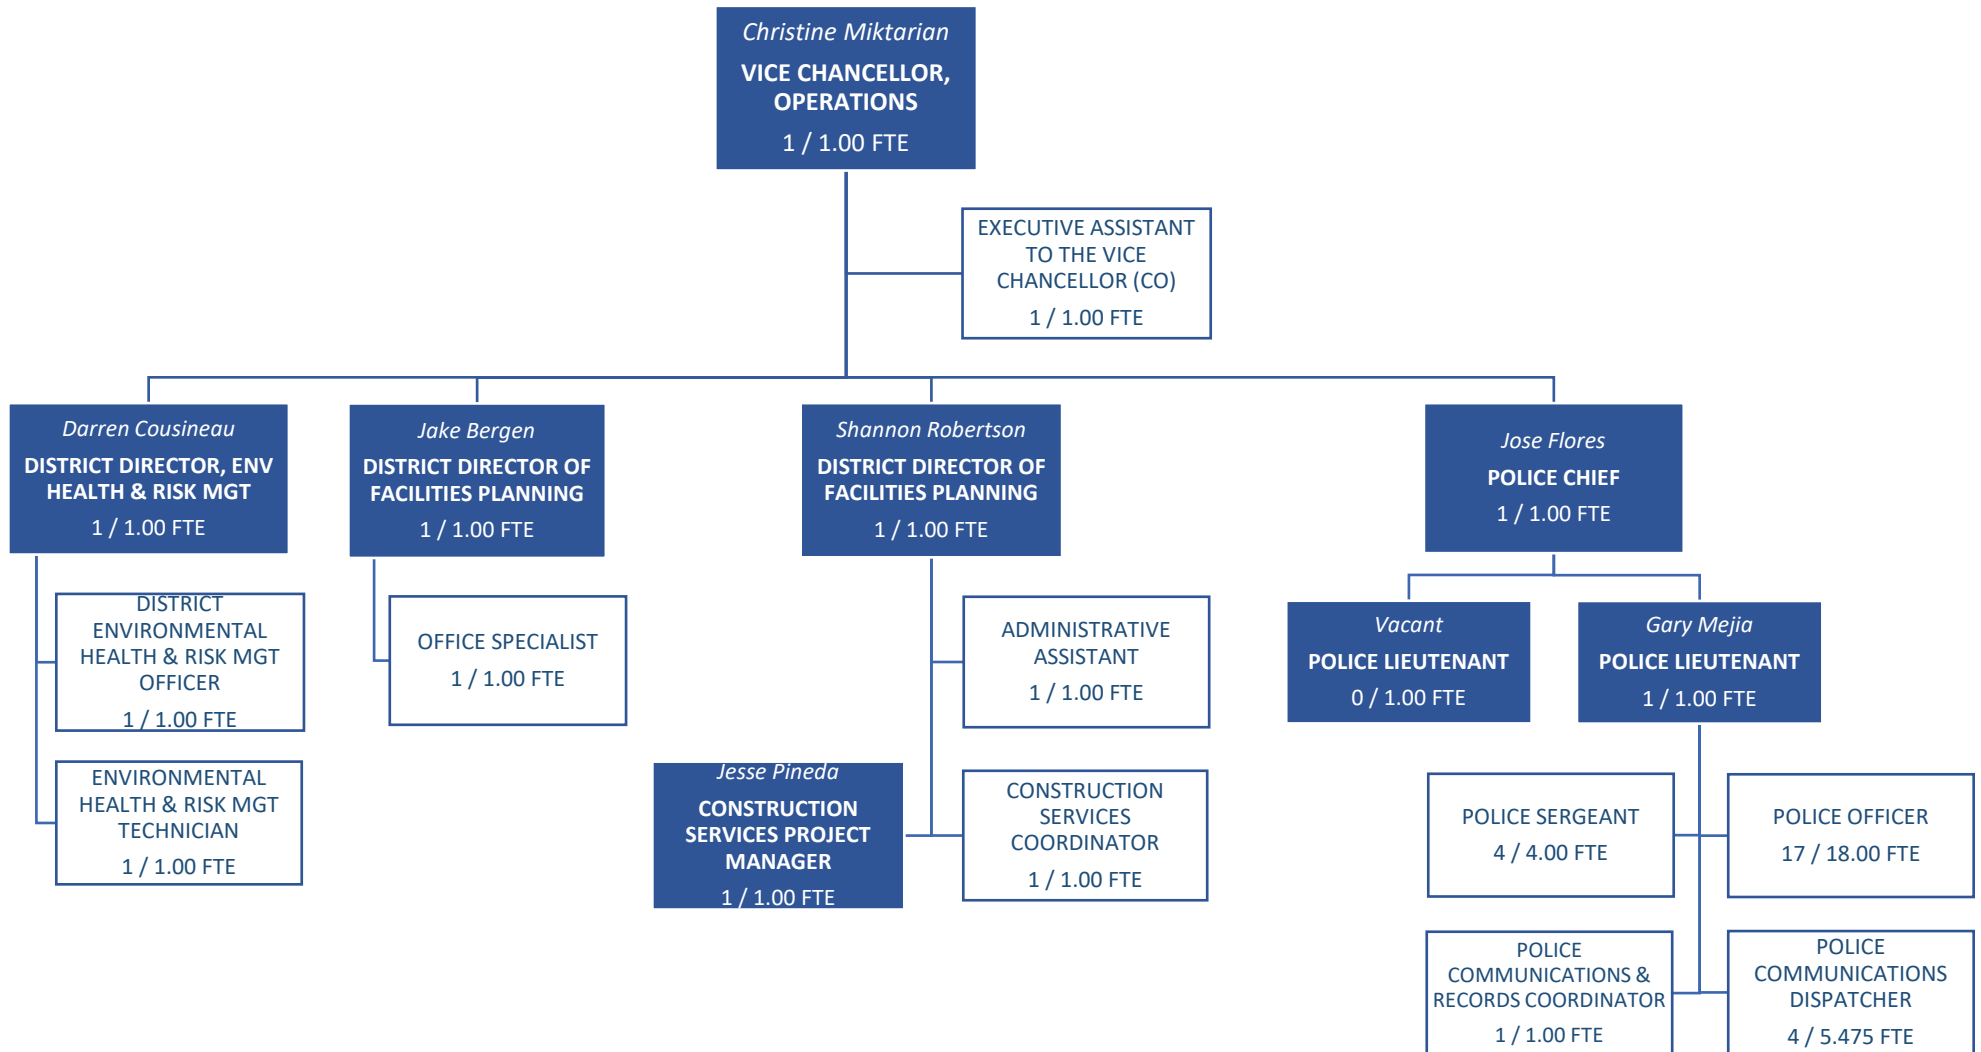 Christine Miktarian
VICE CHANCELLOR,
OPERATIONS
1 / 1.00 FTE
EXECUTIVE ASSISTANT
TO THE VICE
CHANCELLOR (CO)
1 / 1.00 FTE
Darren Cousineau
DISTRICT DIRECTOR, ENV
HEALTH & RISK MGT
1 / 1.00 FTE
Jake Bergen
DISTRICT DIRECTOR OF
FACILITIES PLANNING
1 / 1.00 FTE
Shannon Robertson
DISTRICT DIRECTOR OF
FACILITIES PLANNING
1 / 1.00 FTE
Jose Flores
POLICE CHIEF
1 / 1.00 FTE
DISTRICT
ENVIRONMENTAL
HEALTH & RISK MGT
OFFICER
1 / 1.00 FTE
OFFICE SPECIALIST
1 / 1.00 FTE
ADMINISTRATIVE
ASSISTANT
1 / 1.00 FTE
Vacant
POLICE LIEUTENANT
0 / 1.00 FTE
Gary Mejia
POLICE LIEUTENANT
1 / 1.00 FTE
ENVIRONMENTAL
HEALTH & RISK MGT
TECHNICIAN
1 / 1.00 FTE
Jesse Pineda
CONSTRUCTION
SERVICES PROJECT
MANAGER
1 / 1.00 FTE
CONSTRUCTION
SERVICES
COORDINATOR
1 / 1.00 FTE
POLICE SERGEANT
4 / 4.00 FTE
POLICE OFFICER
17 / 18.00 FTE
POLICE
COMMUNICATIONS &
RECORDS COORDINATOR
1 / 1.00 FTE
POLICE
COMMUNICATIONS
DISPATCHER
4 / 5.475 FTE